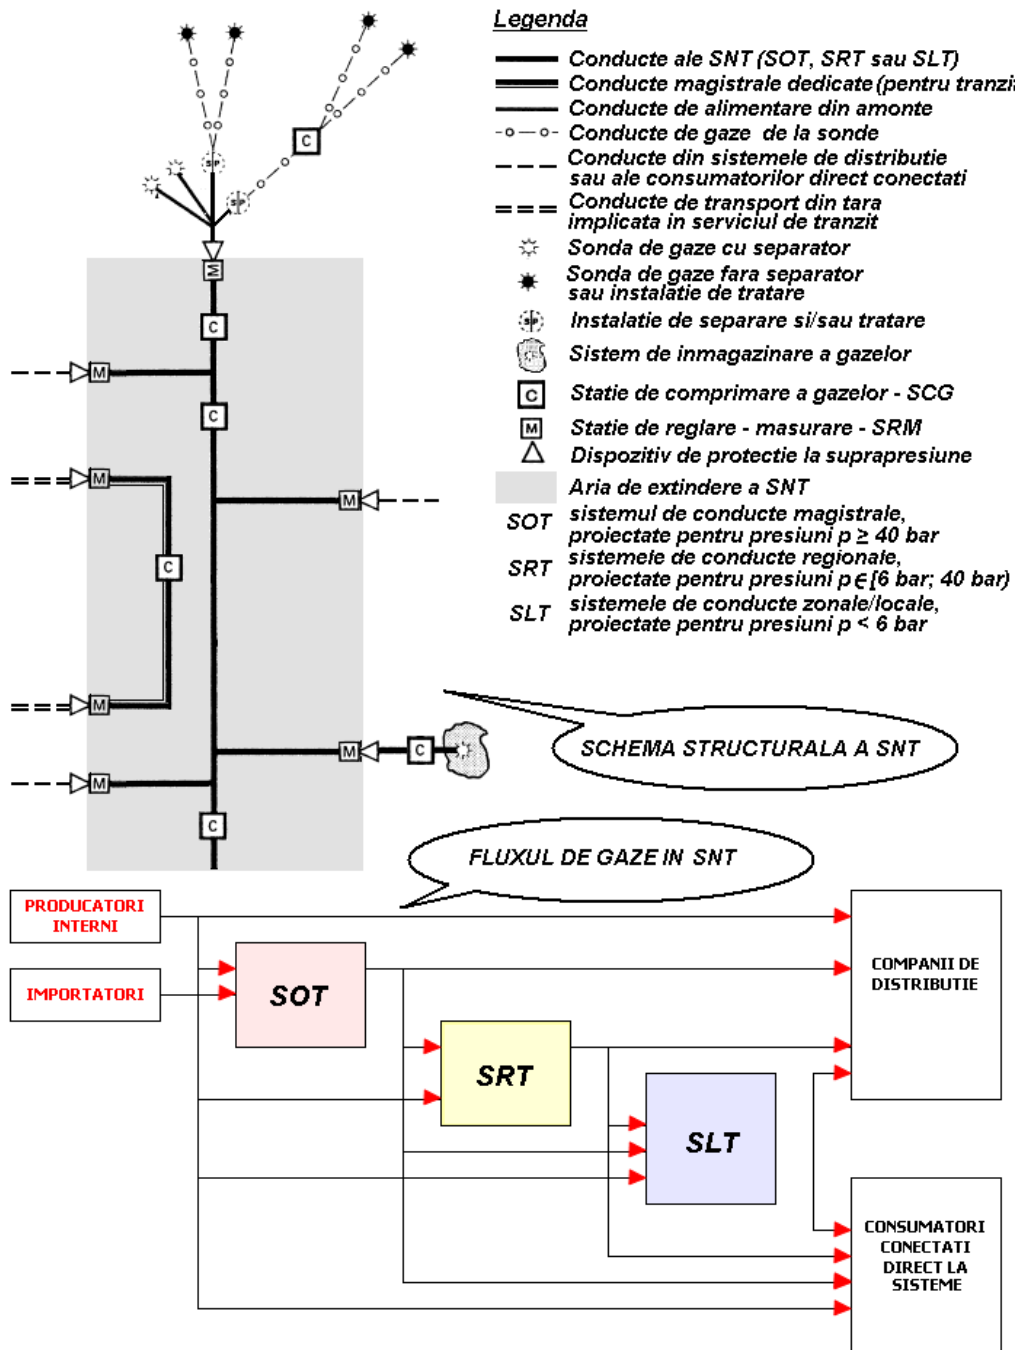 Legenda
Conducte ale SNT (SOT, SRT sau SLT)
Conducte magistrale dedicate (pentru tranzit
Conducte de alimentare din amonte
Conducte de gaze de la sonde
Conducte din sistemele de distributie
sau ale consumatorilor direct conectati
Conducte de transport din tara
implicata in serviciul de tranzit
Sonda de gaze cu separator
Sonda de gaze fara separator
sau instalatie de tratare
SP Instalatie de separare si/sau tratare
Sistem de inmagazinare a gazelor
C Statie de comprimare a gazelor - SCG
M Statie de reglare - masurare - SRM
Dispozitiv de protectie la suprapresiune
Aria de extindere a SNT
SOT sistemul de conducte magistrale,
proiectate pentru presiuni p ≥ 40 bar
SRT sistemele de conducte regionale,
proiectate pentru presiuni p ϵ [6 bar; 40 bar)
SLT sistemele de conducte zonale/locale,
proiectate pentru presiuni p < 6 bar
C
SP
SP
M
C
M
C
M
M
C
M
M
C
M
C
SCHEMA STRUCTURALA A SNT
FLUXUL DE GAZE IN SNT
PRODUCATORI
INTERNI
IMPORTATORI
SOT
SRT
SLT
COMPANII DE
DISTRIBUTIE
CONSUMATORI
CONECTATI
DIRECT LA
SISTEME